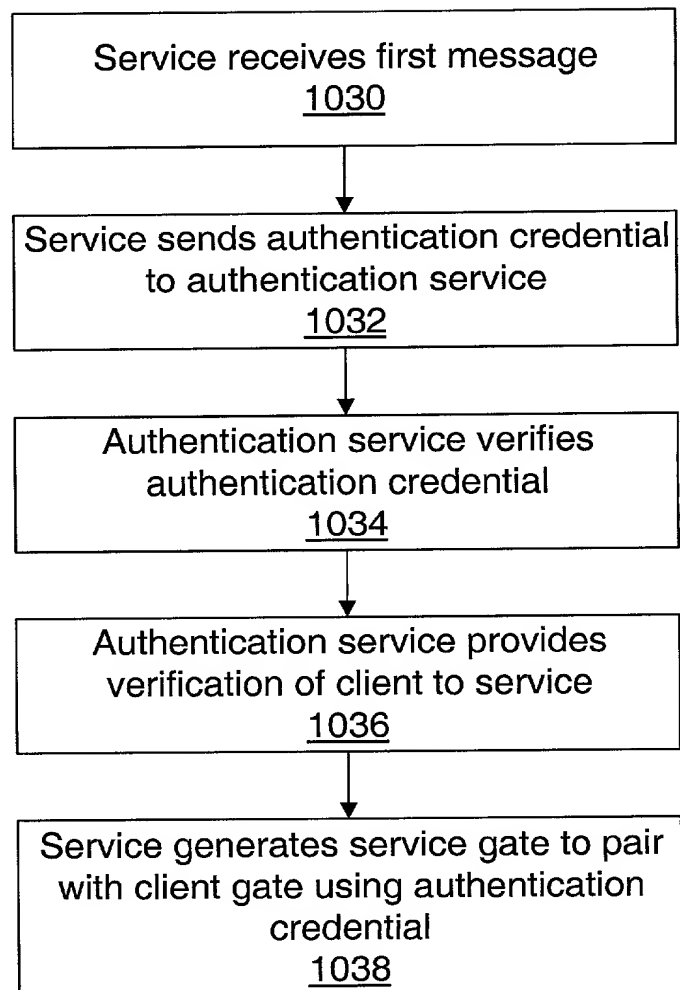 Service receives first message
1030
Service sends authentication credential
to authentication service
1032
Authentication service verifies
authentication credential
1034
Authentication service provides
verification of client to service
1036
Service generates service gate to pair
with client gate using authentication
credential
1038